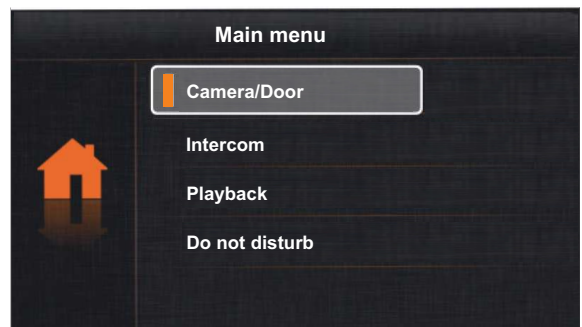 Main menu
Camera/Door
Intercom
Playback
Do not disturb